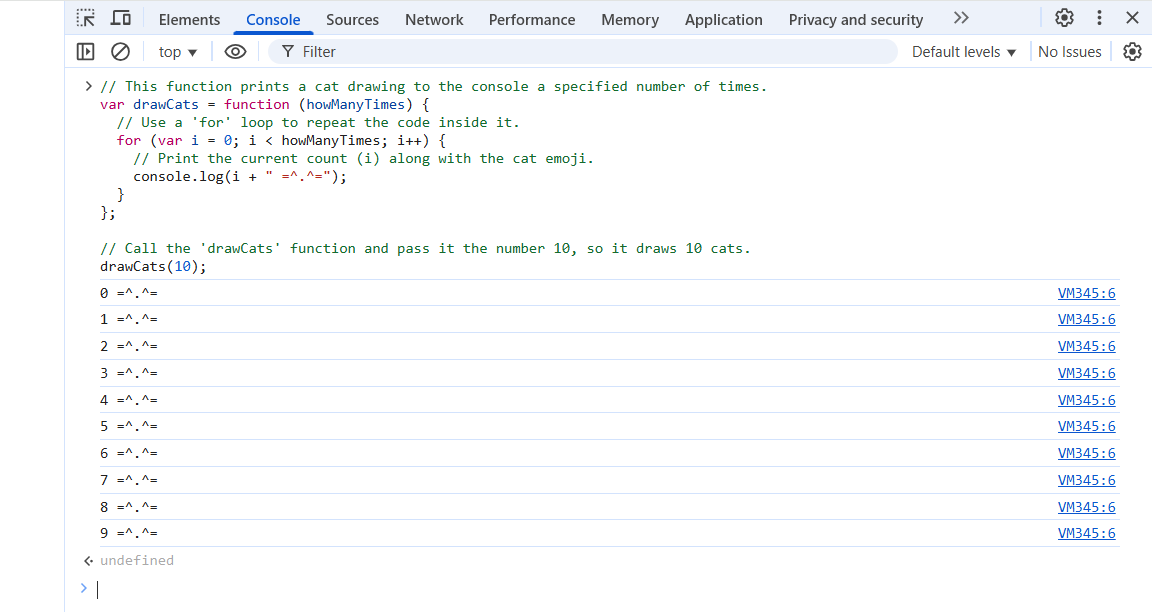 Elements Console Sources Network Performance Memory Application Privacy and security
top Filter Default levels No Issues
// This function prints a cat drawing to the console a specified number of times.
var drawCats = function (howManyTimes) {
  // Use a 'for' loop to repeat the code inside it.
  for (var i = 0; i < howManyTimes; i++) {
    // Print the current count (i) along with the cat emoji.
    console.log(i + " =^.^=");
  }
};
// Call the 'drawCats' function and pass it the number 10, so it draws 10 cats.
drawCats(10);
0 =^.^= VM345:6
1 =^.^= VM345:6
2 =^.^= VM345:6
3 =^.^= VM345:6
4 =^.^= VM345:6
5 =^.^= VM345:6
6 =^.^= VM345:6
7 =^.^= VM345:6
8 =^.^= VM345:6
9 =^.^= VM345:6
undefined